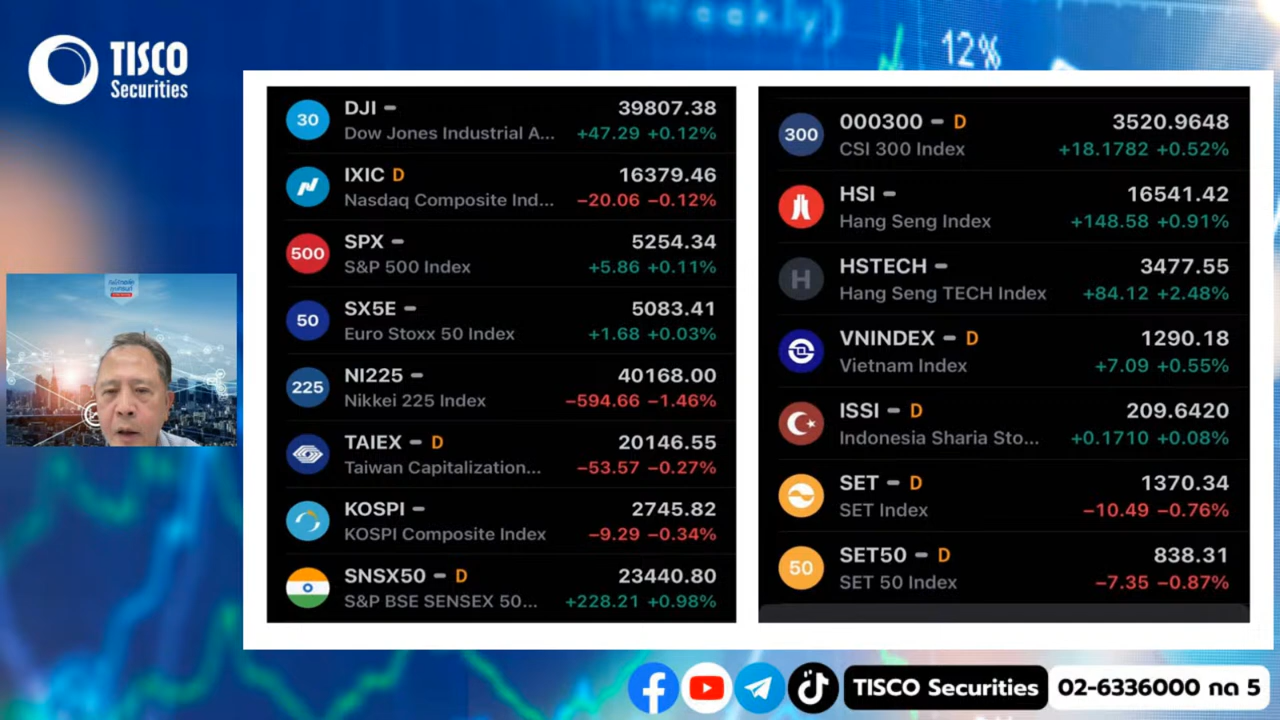 (Weekly)
12%
TISCO
Securities
30
DJI
39807.38
Dow Jones Industrial A...
+47.29 +0.12%
IXIC D
16379.46
Nasdaq Composite Ind...
−20.06 −0.12%
500
SPX
5254.34
S&P 500 Index
+5.86 +0.11%
50
SX5E
5083.41
Euro Stoxx 50 Index
+1.68 +0.03%
225
NI225
40168.00
Nikkei 225 Index
−594.66 −1.46%
TAIEX D
20146.55
Taiwan Capitalization...
−53.57 −0.27%
KOSPI
2745.82
KOSPI Composite Index
−9.29 −0.34%
SNSX50 D
23440.80
S&P BSE SENSEX 50...
+228.21 +0.98%
300
000300 D
3520.9648
CSI 300 Index
+18.1782 +0.52%
HSI
16541.42
Hang Seng Index
+148.58 +0.91%
H
HSTECH
3477.55
Hang Seng TECH Index
+84.12 +2.48%
VNINDEX D
1290.18
Vietnam Index
+7.09 +0.55%
ISSI D
209.6420
Indonesia Sharia Sto...
+0.1710 +0.08%
SET D
1370.34
SET Index
−10.49 −0.76%
50
SET50 D
838.31
SET 50 Index
−7.35 −0.87%
TISCO Securities
02-6336000 กด 5